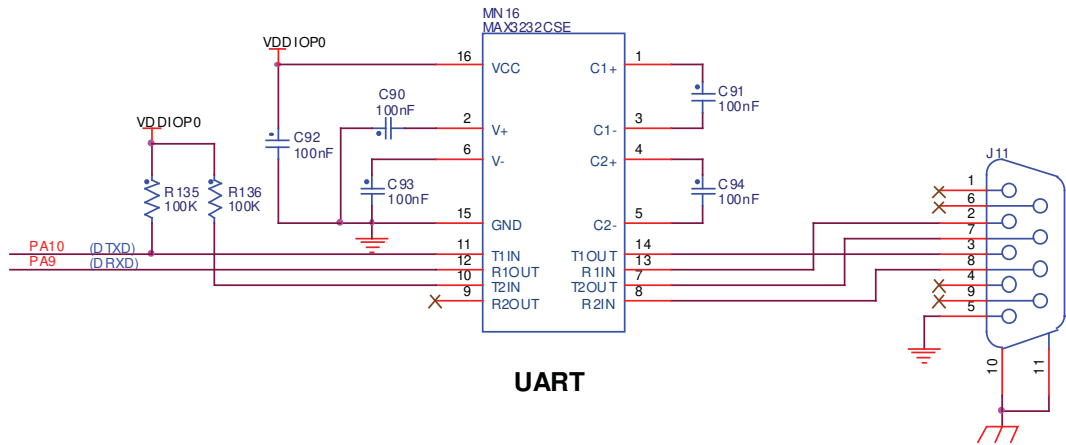 MN16
MAX3232CSE
VDDIOP0
16 VCC C1+ 1
C90
100nF
C91
100nF
VDDIOP0
2 V+ C1- 3
C92
100nF
6 V- C2+ 4
J11
R135
100K
R136
100K
C93
100nF
C94
100nF
15 GND C2- 5
PA10 (DTXD) 11 T1IN T1OUT 14
PA9 (DRXD) 12 R1OUT R1IN 13
10 T2IN T2OUT 7
9 R2OUT R2IN 8
1
6
2
7
3
8
4
9
5
10
11
UART